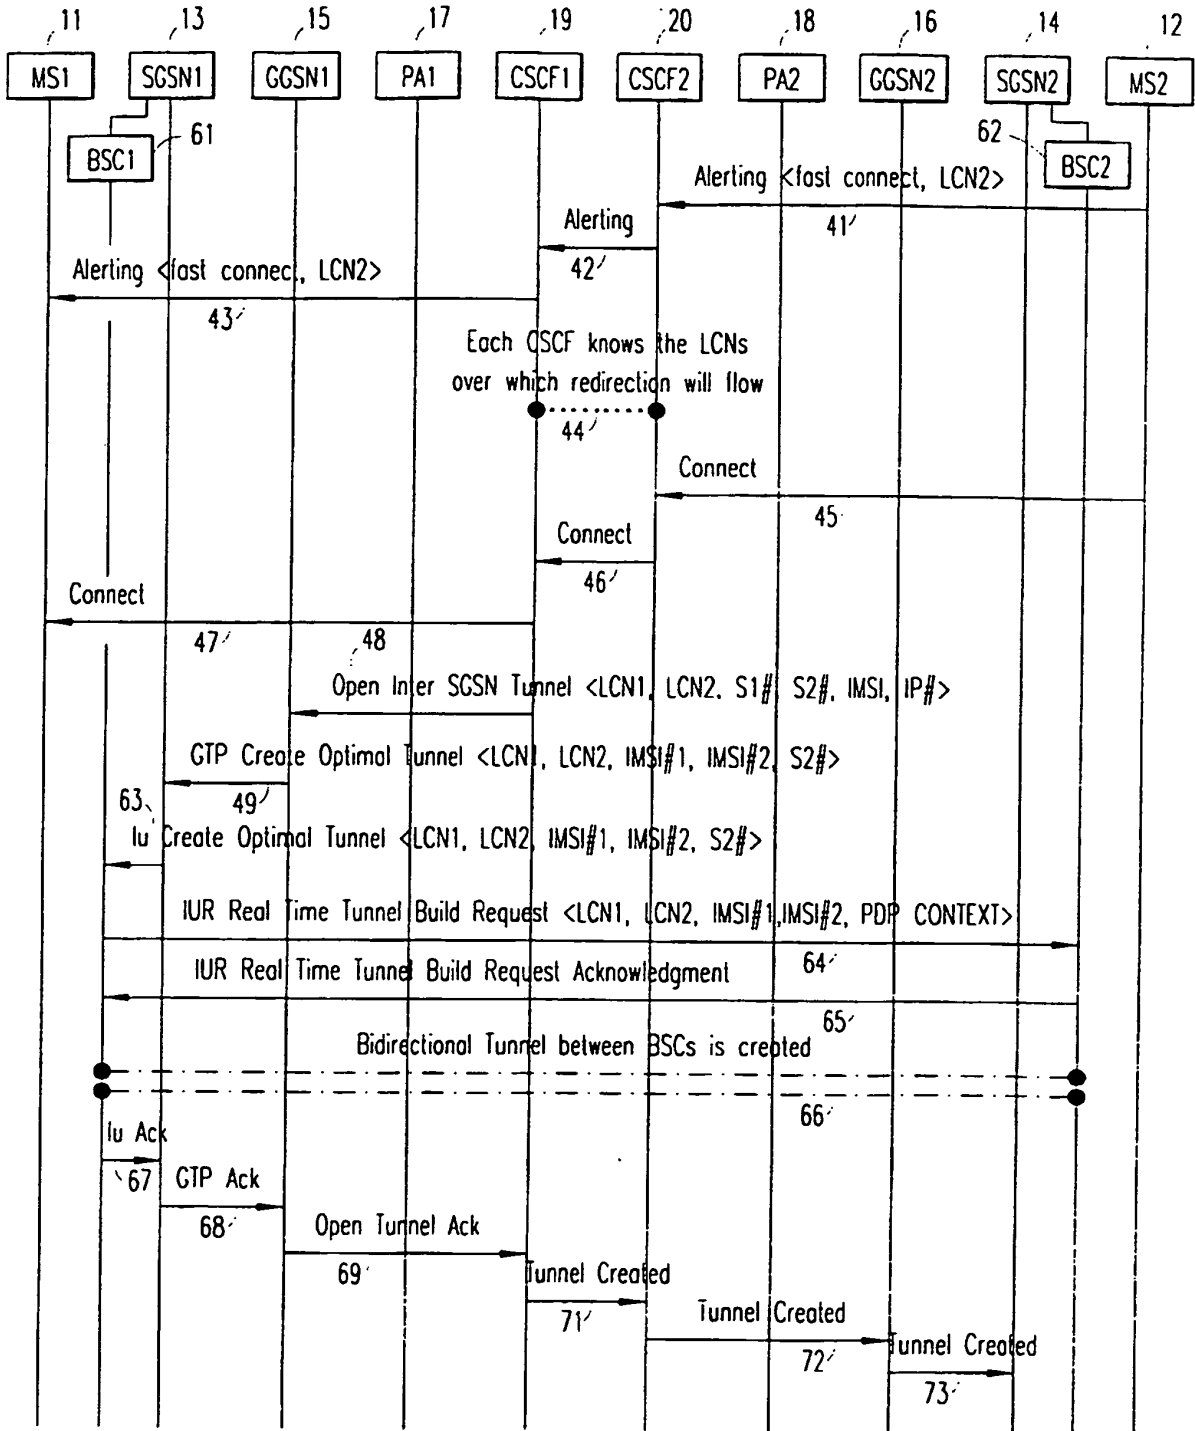 11 13 15 17 19 20 18 16 14 12
MS1 SGSN1 GGSN1 PA1 CSCF1 CSCF2 PA2 GGSN2 SGSN2 MS2
BSC1 61 62 BSC2
Alerting <fast connect, LCN2>
41
Alerting
42
Alerting <fast connect, LCN2>
43
Each CSCF knows the LCNs
over which redirection will flow
44
Connect
45
Connect
46
Connect
47
48
Open Inter SGSN Tunnel <LCN1, LCN2, S1#, S2#, IMSI, IP#>
GTP Create Optimal Tunnel <LCN1, LCN2, IMSI#1, IMSI#2, S2#>
49
63
Iu Create Optimal Tunnel <LCN1, LCN2, IMSI#1, IMSI#2, S2#>
IUR Real Time Tunnel Build Request <LCN1, LCN2, IMSI#1,IMSI#2, PDP CONTEXT>
64
IUR Real Time Tunnel Build Request Acknowledgment
65
Bidirectional Tunnel between BSCs is created
66
Iu Ack
67
GTP Ack
68
Open Tunnel Ack
69
Tunnel Created
71
Tunnel Created
72
Tunnel Created
73